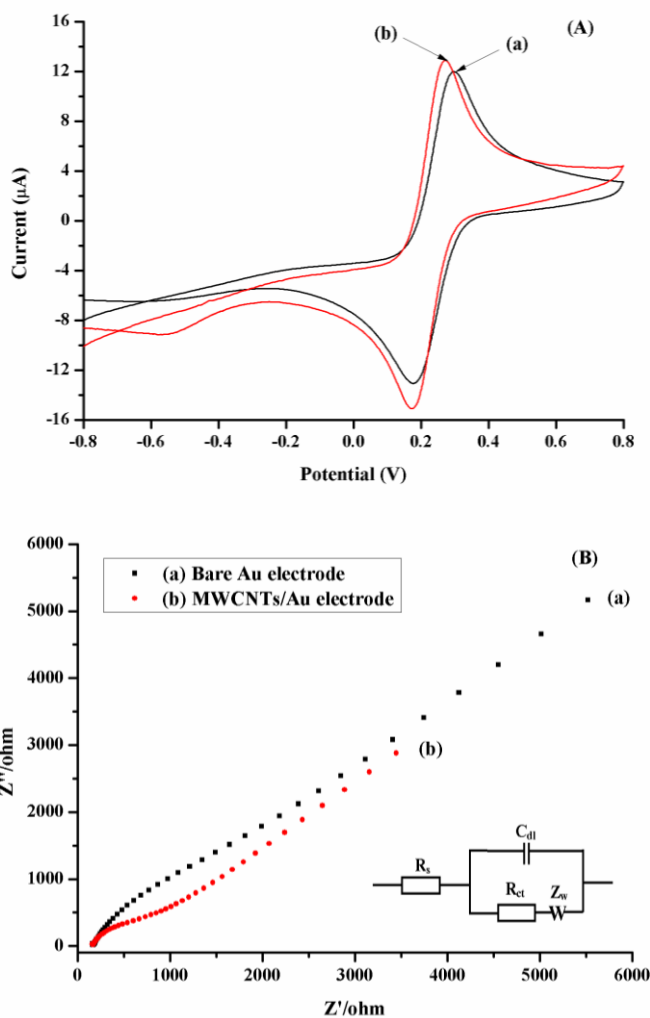 16
12
8
4
0
-4
-8
-12
-16
Current (µA)
(b)
(a)
(A)
-0.8 -0.6 -0.4 -0.2 0.0 0.2 0.4 0.6 0.8
Potential (V)
6000
5000
4000
3000
2000
1000
0
Z"/ohm
(a) Bare Au electrode
(b) MWCNTs/Au electrode
(B)
(a)
(b)
Cdl
Rs
Rct
Zw
W
0 1000 2000 3000 4000 5000 6000
Z'/ohm